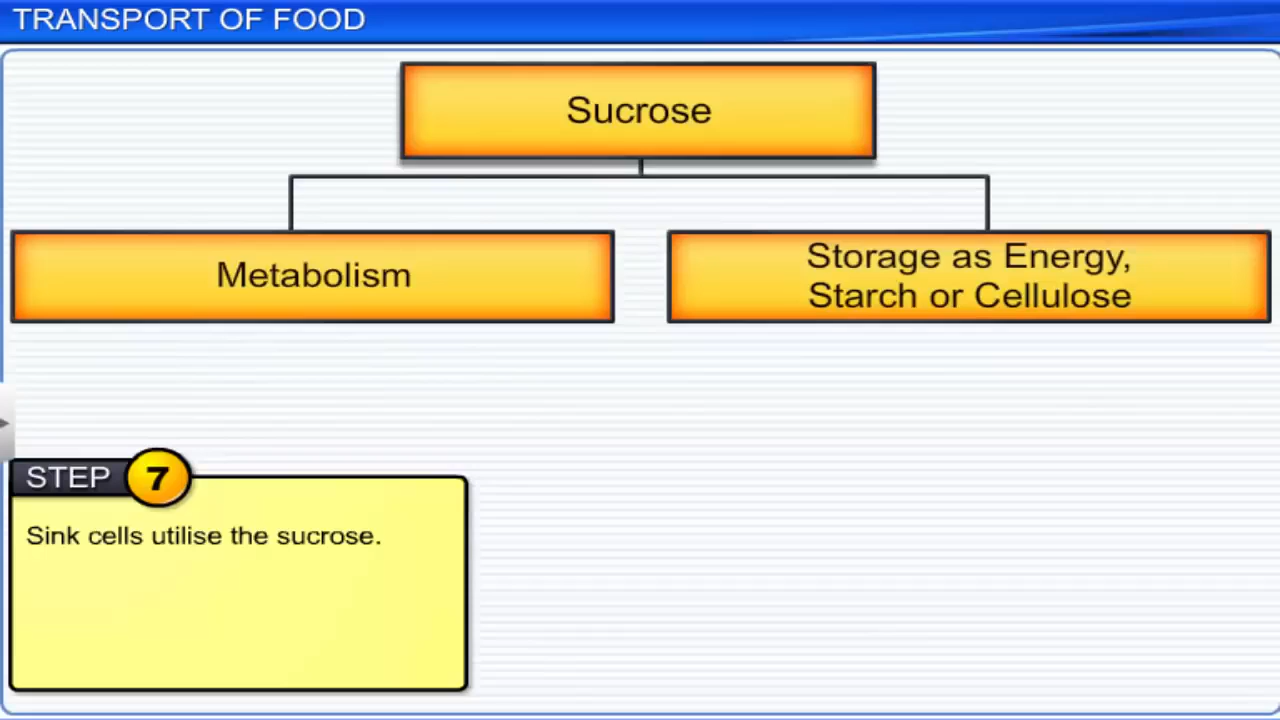 TRANSPORT OF FOOD
Sucrose
Metabolism
Storage as Energy,
Starch or Cellulose
STEP 7
Sink cells utilise the sucrose.